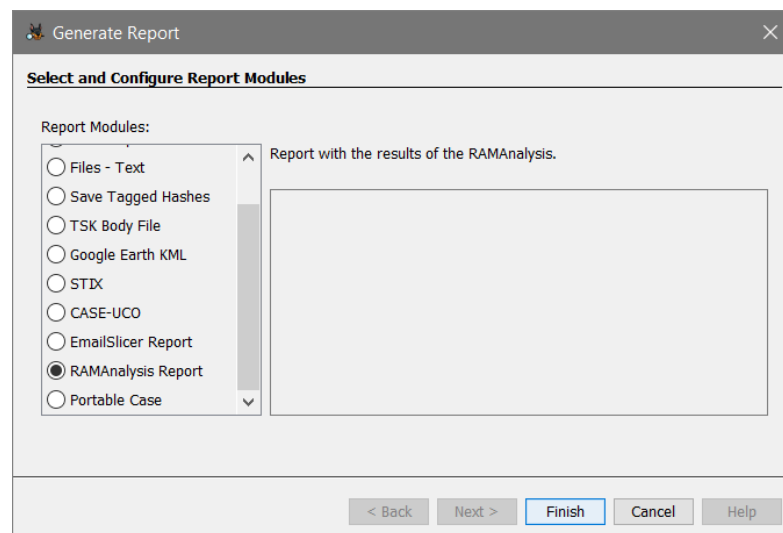 Generate Report
Select and Configure Report Modules
Report Modules:
Files - Text
Save Tagged Hashes
TSK Body File
Google Earth KML
STIX
CASE-UCO
EmailSlicer Report
RAMAnalysis Report
Portable Case
Report with the results of the RAMAnalysis.
< Back
Next >
Finish
Cancel
Help